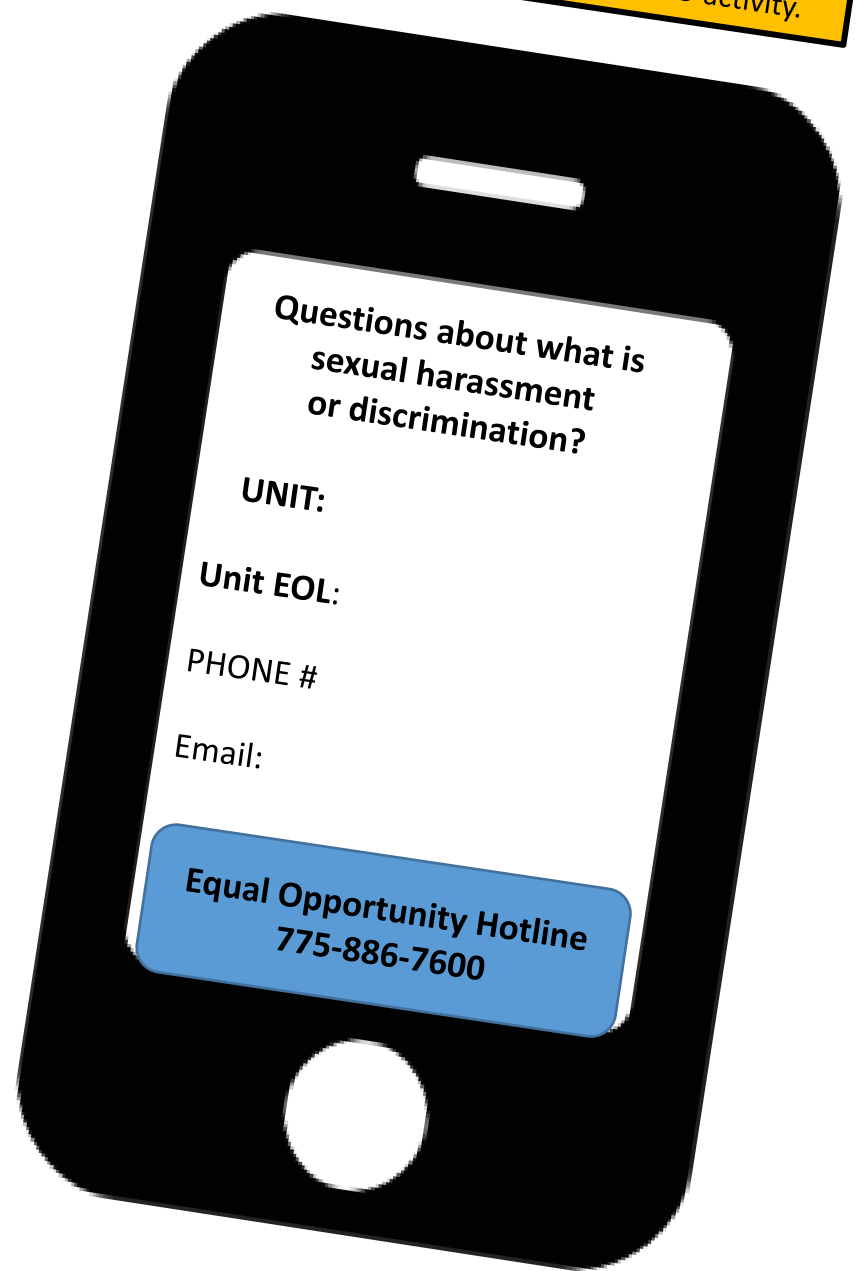 activity.
Questions about what is
sexual harassment
or discrimination?
UNIT:
Unit EOL:
PHONE #
Email:
Equal Opportunity Hotline
775-886-7600